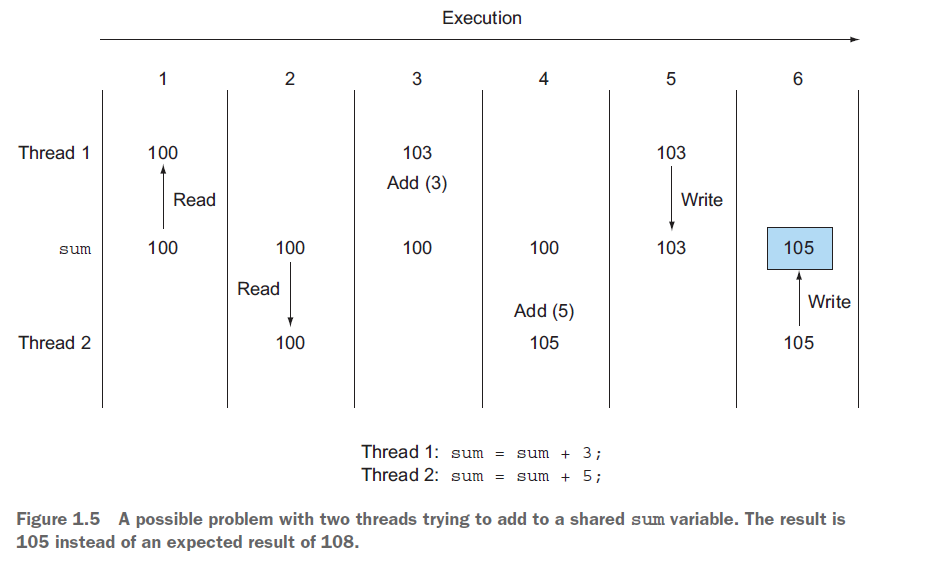 Execution
1 2 3 4 5 6
Thread 1 100 103 103
Add (3)
Read Write
sum 100 100 100 100 103 105
Read Write
Add (5)
Thread 2 100 105 105
Thread 1: sum = sum + 3;
Thread 2: sum = sum + 5;
Figure 1.5 A possible problem with two threads trying to add to a shared sum variable. The result is
105 instead of an expected result of 108.